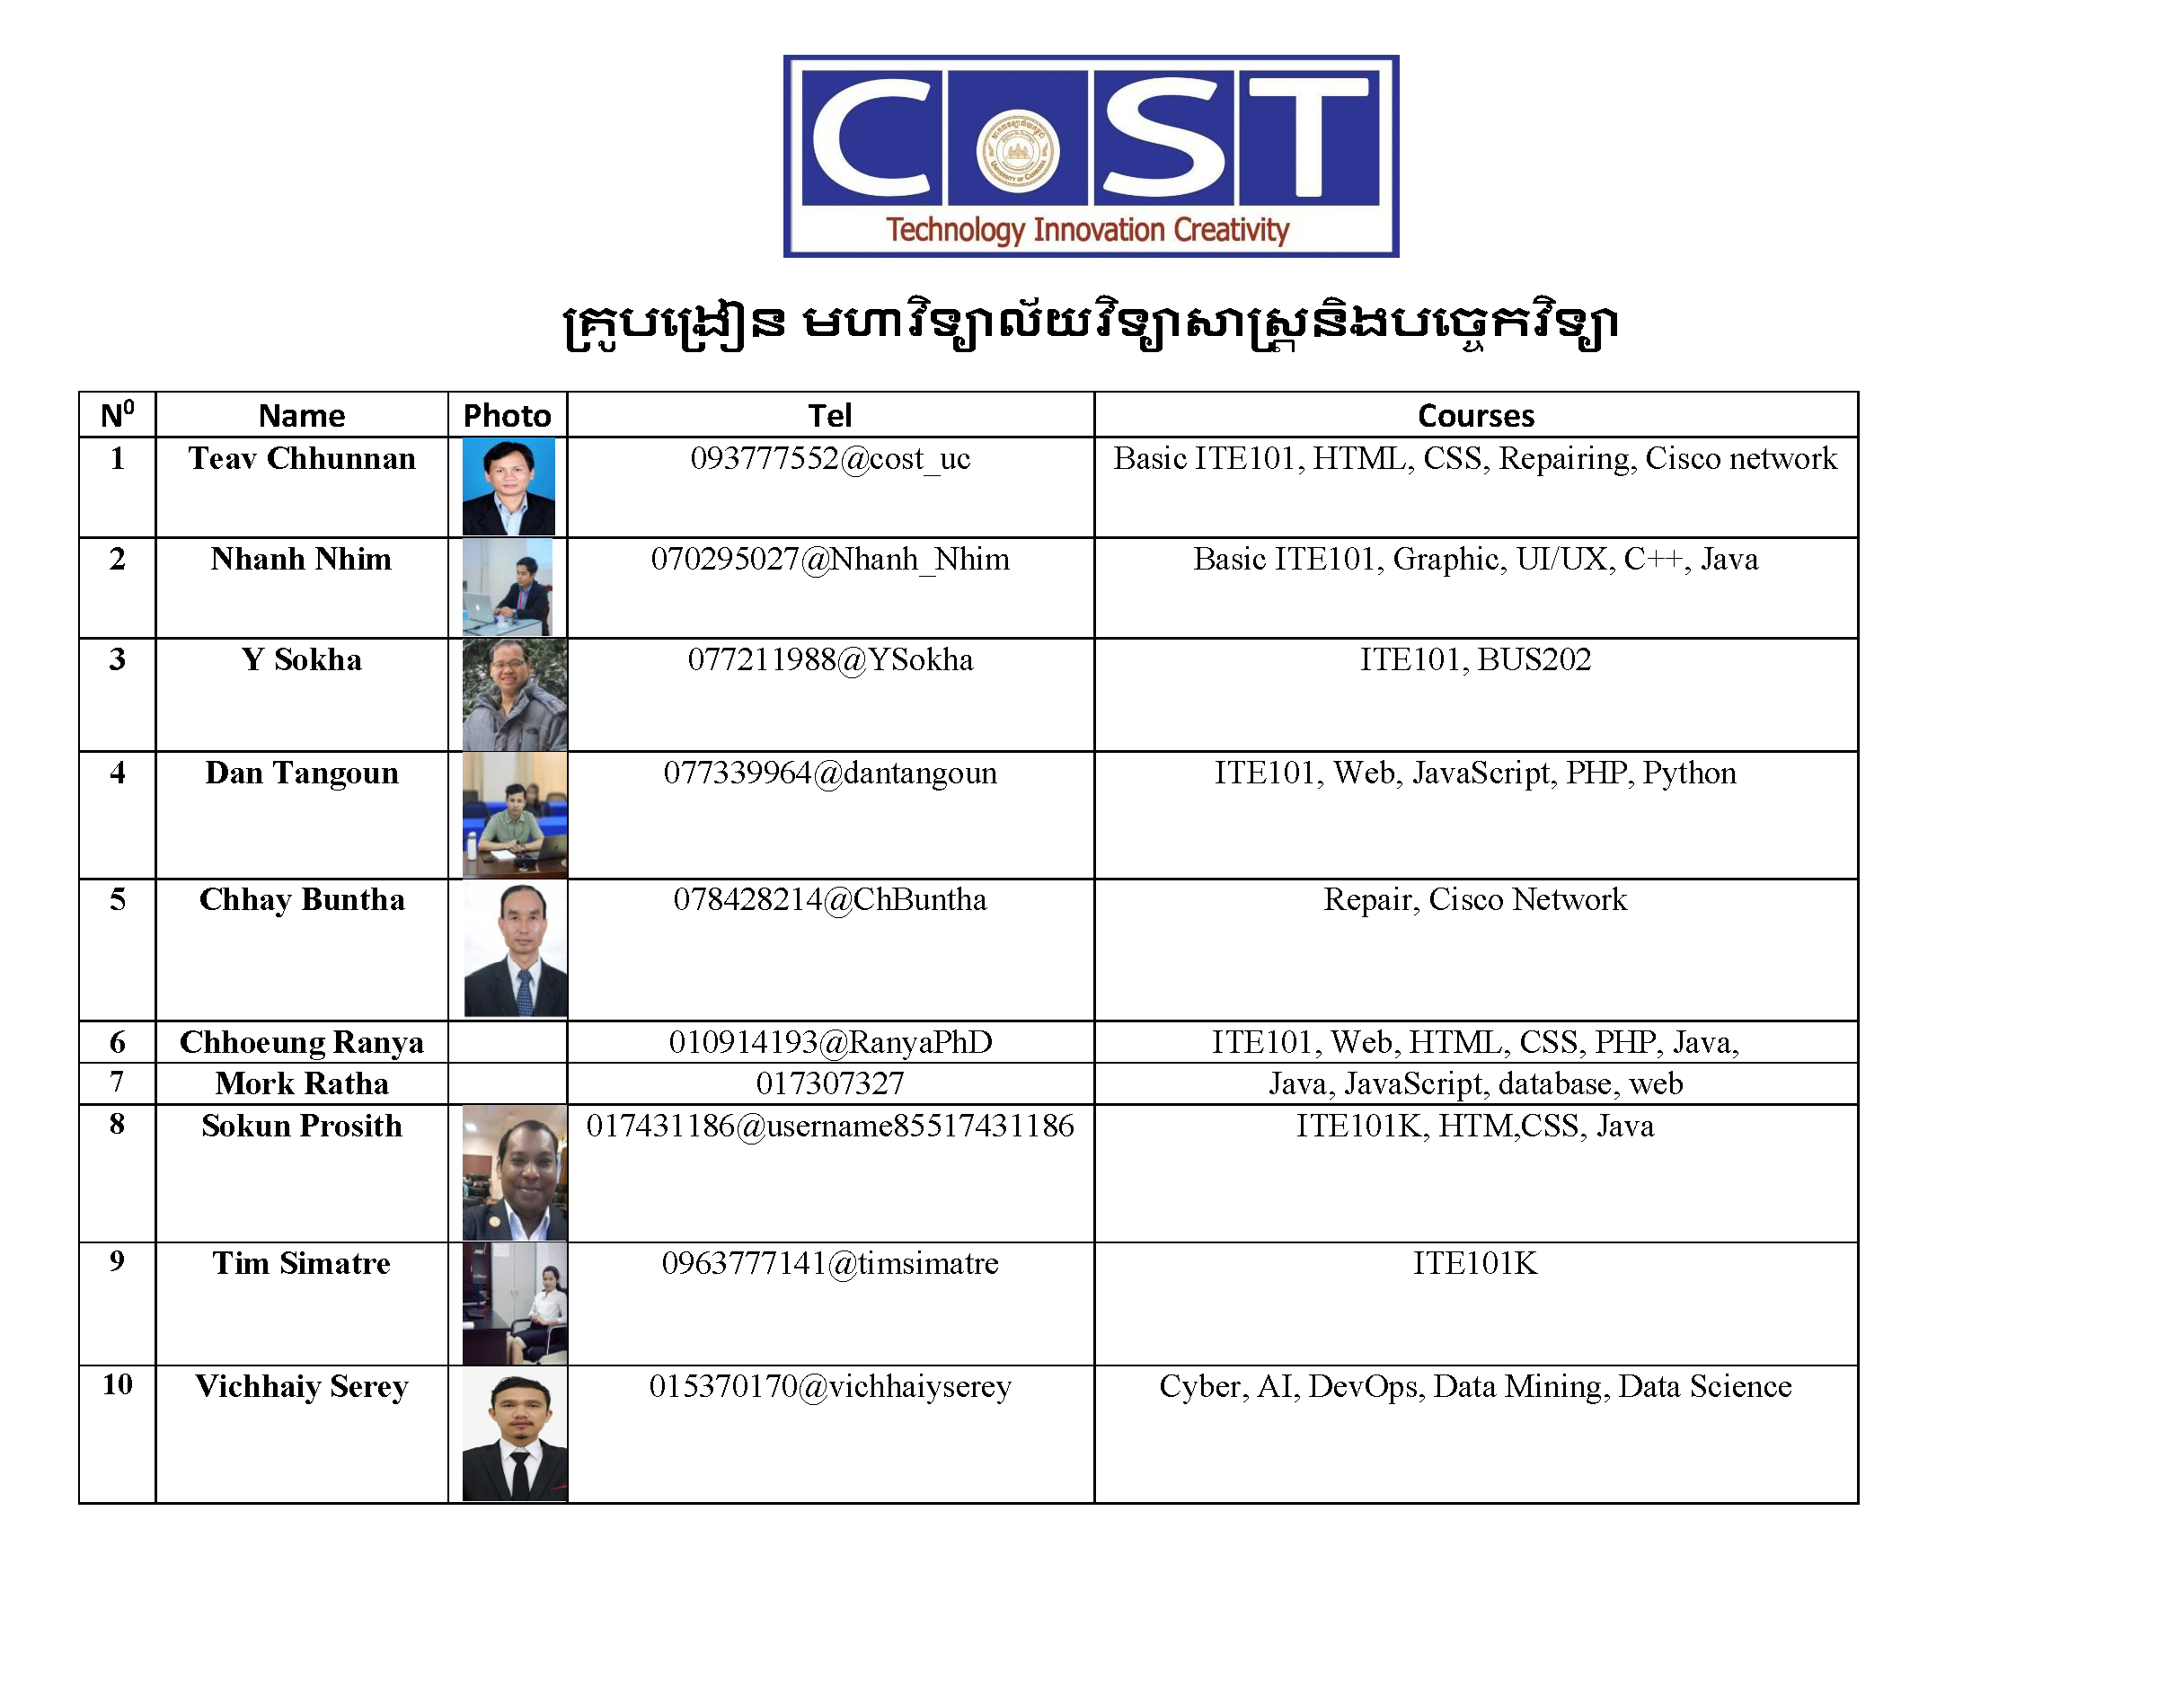 CoST
UNIVERSITY OF CAMBODIA
Technology Innovation Creativity
គ្រូបង្រៀន មហាវិទ្យាល័យវិទ្យាសាស្ត្រនិងបច្ចេកវិទ្យា
N⁰ Name Photo Tel Courses
1 Teav Chhunnan 093777552@cost_uc Basic ITE101, HTML, CSS, Repairing, Cisco network
2 Nhanh Nhim 070295027@Nhanh_Nhim Basic ITE101, Graphic, UI/UX, C++, Java
3 Y Sokha 077211988@YSokha ITE101, BUS202
4 Dan Tangoun 077339964@dantangoun ITE101, Web, JavaScript, PHP, Python
5 Chhay Buntha 078428214@ChBuntha Repair, Cisco Network
6 Chhoeung Ranya 010914193@RanyaPhD ITE101, Web, HTML, CSS, PHP, Java,
7 Mork Ratha 017307327 Java, JavaScript, database, web
8 Sokun Prosith 017431186@username85517431186 ITE101K, HTM,CSS, Java
9 Tim Simatre 0963777141@timsimatre ITE101K
10 Vichhaiy Serey 015370170@vichhaiyserey Cyber, AI, DevOps, Data Mining, Data Science